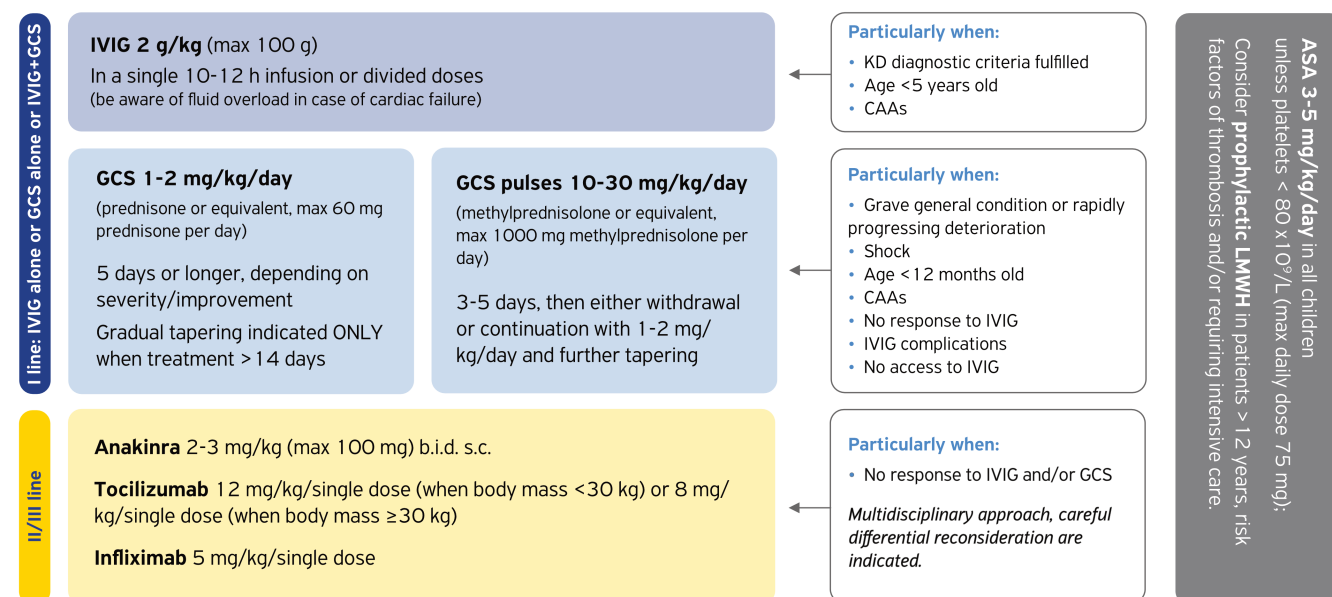 I line: IVIG alone or GCS alone or IVIG+GCS
IVIG 2 g/kg (max 100 g)
In a single 10-12 h infusion or divided doses
(be aware of fluid overload in case of cardiac failure)
Particularly when:
• KD diagnostic criteria fulfilled
• Age <5 years old
• CAAs
GCS 1-2 mg/kg/day
(prednisone or equivalent, max 60 mg
prednisone per day)
5 days or longer, depending on
severity/improvement
Gradual tapering indicated ONLY
when treatment >14 days
GCS pulses 10-30 mg/kg/day
(methylprednisolone or equivalent,
max 1000 mg methylprednisolone per
day)
3-5 days, then either withdrawal
or continuation with 1-2 mg/
kg/day and further tapering
Particularly when:
• Grave general condition or rapidly
progressing deterioration
• Shock
• Age <12 months old
• CAAs
• No response to IVIG
• IVIG complications
• No access to IVIG
II/III line
Anakinra 2-3 mg/kg (max 100 mg) b.i.d. s.c.
Tocilizumab 12 mg/kg/single dose (when body mass <30 kg) or 8 mg/
kg/single dose (when body mass ≥30 kg)
Infliximab 5 mg/kg/single dose
Particularly when:
• No response to IVIG and/or GCS
Multidisciplinary approach, careful
differential reconsideration are
indicated.
ASA 3-5 mg/kg/day in all children
unless platelets < 80 x10⁹/L (max daily dose 75 mg);
Consider prophylactic LMWH in patients >12 years, risk
factors of thrombosis and/or requiring intensive care.